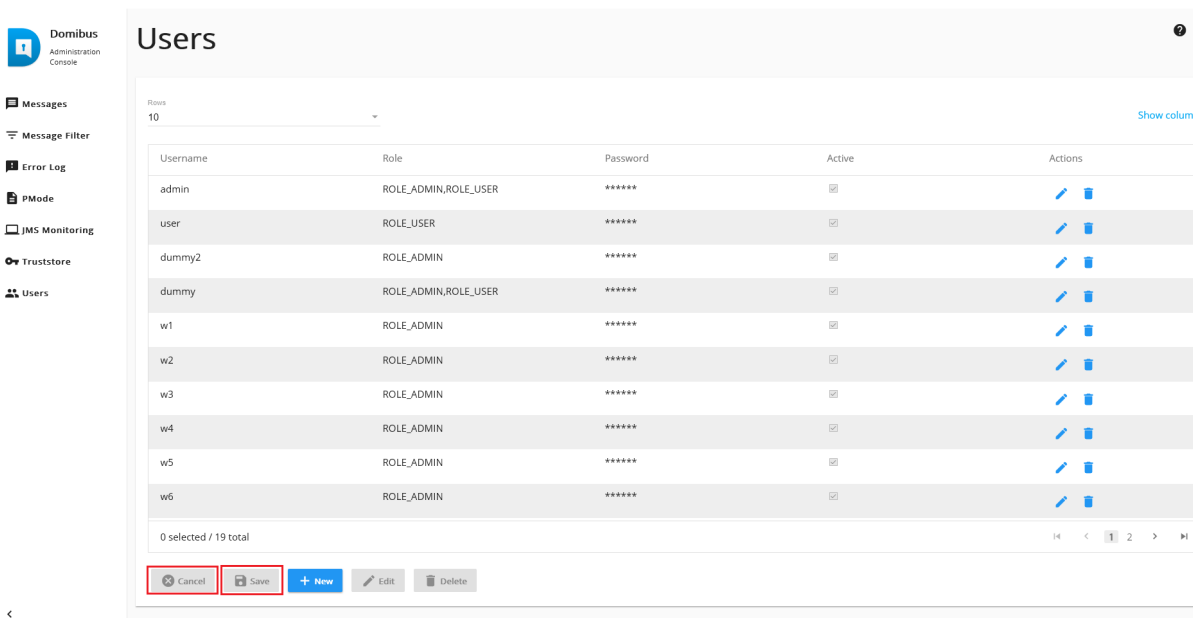 Domibus
Administration
Console
Messages
Message Filter
Error Log
PMode
JMS Monitoring
Truststore
Users
Users
Rows
10
Show colum
Username Role Password Active Actions
admin ROLE_ADMIN,ROLE_USER ******
user ROLE_USER ******
dummy2 ROLE_ADMIN ******
dummy ROLE_ADMIN,ROLE_USER ******
w1 ROLE_ADMIN ******
w2 ROLE_ADMIN ******
w3 ROLE_ADMIN ******
w4 ROLE_ADMIN ******
w5 ROLE_ADMIN ******
w6 ROLE_ADMIN ******
0 selected / 19 total 1 2
Cancel Save + New Edit Delete